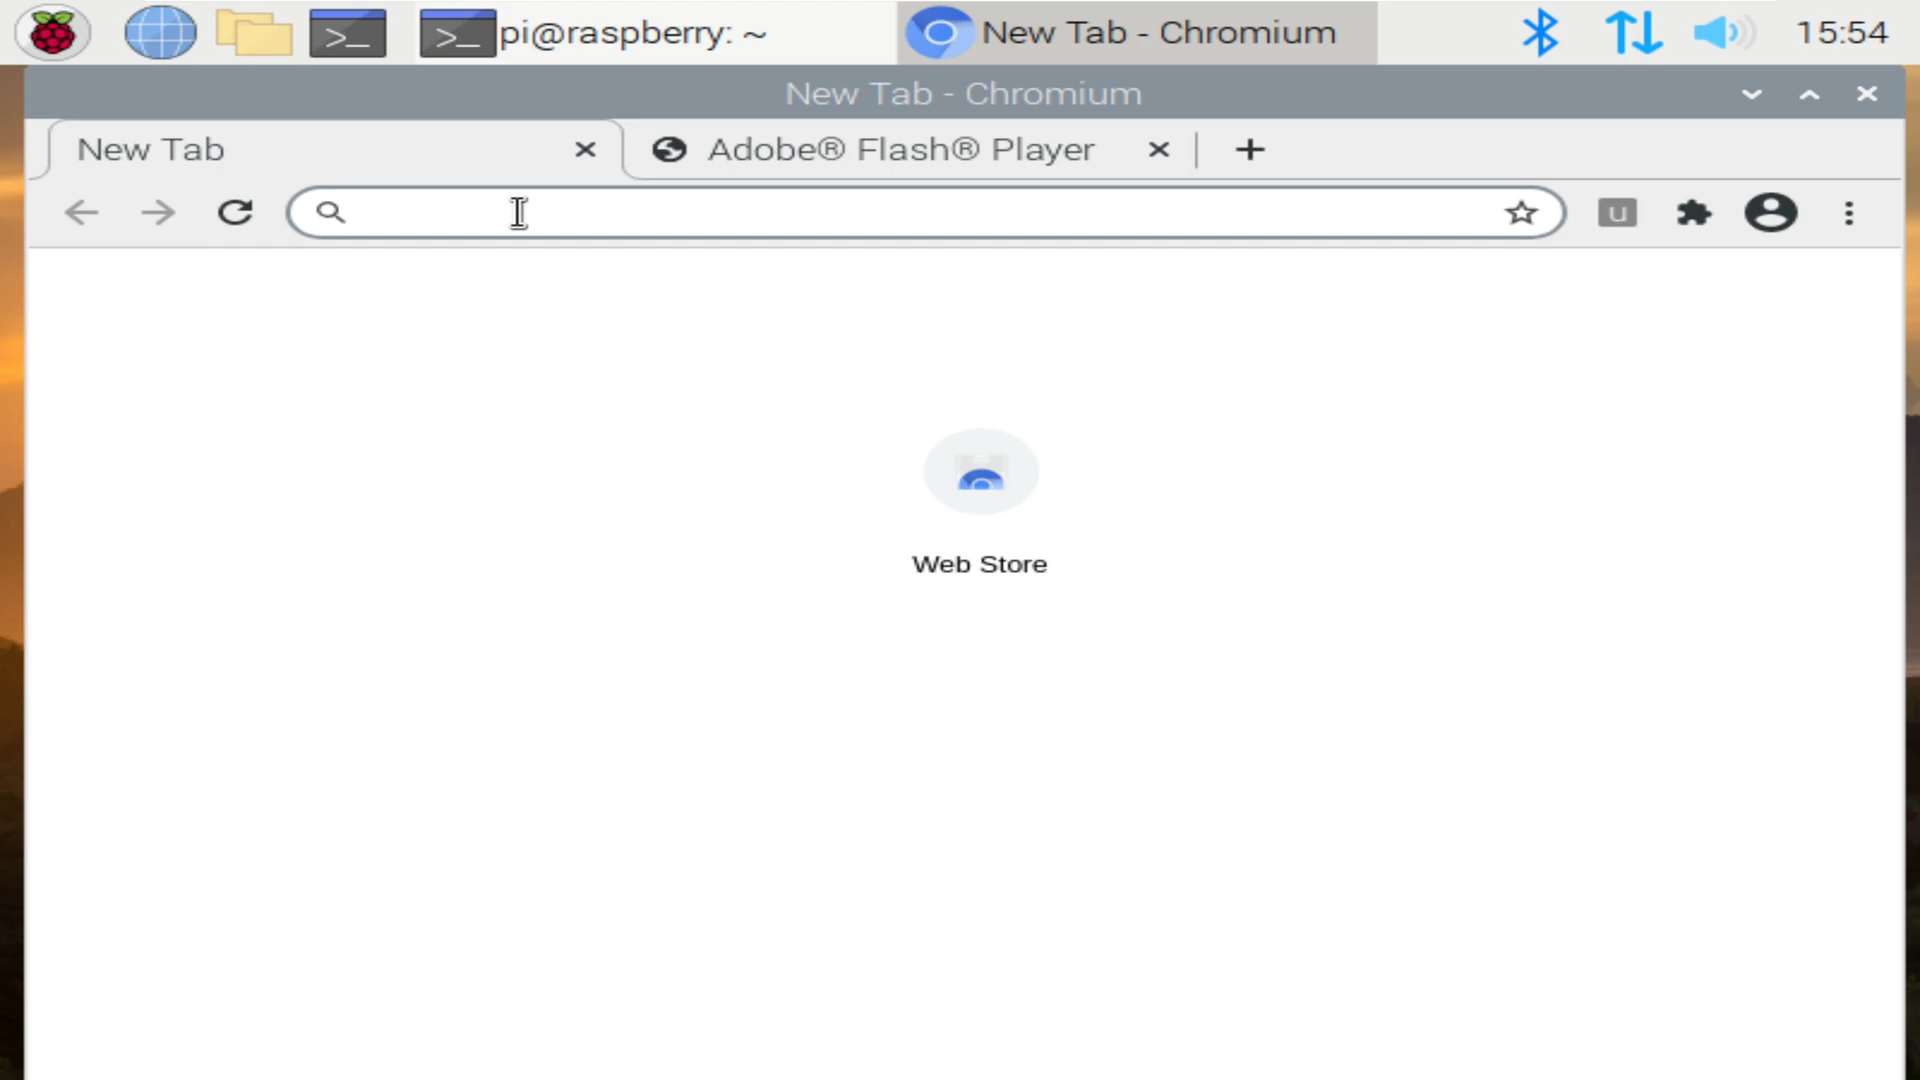 pi@raspberry: ~
New Tab - Chromium
15:54
New Tab - Chromium
New Tab
Adobe® Flash® Player
u
Web Store